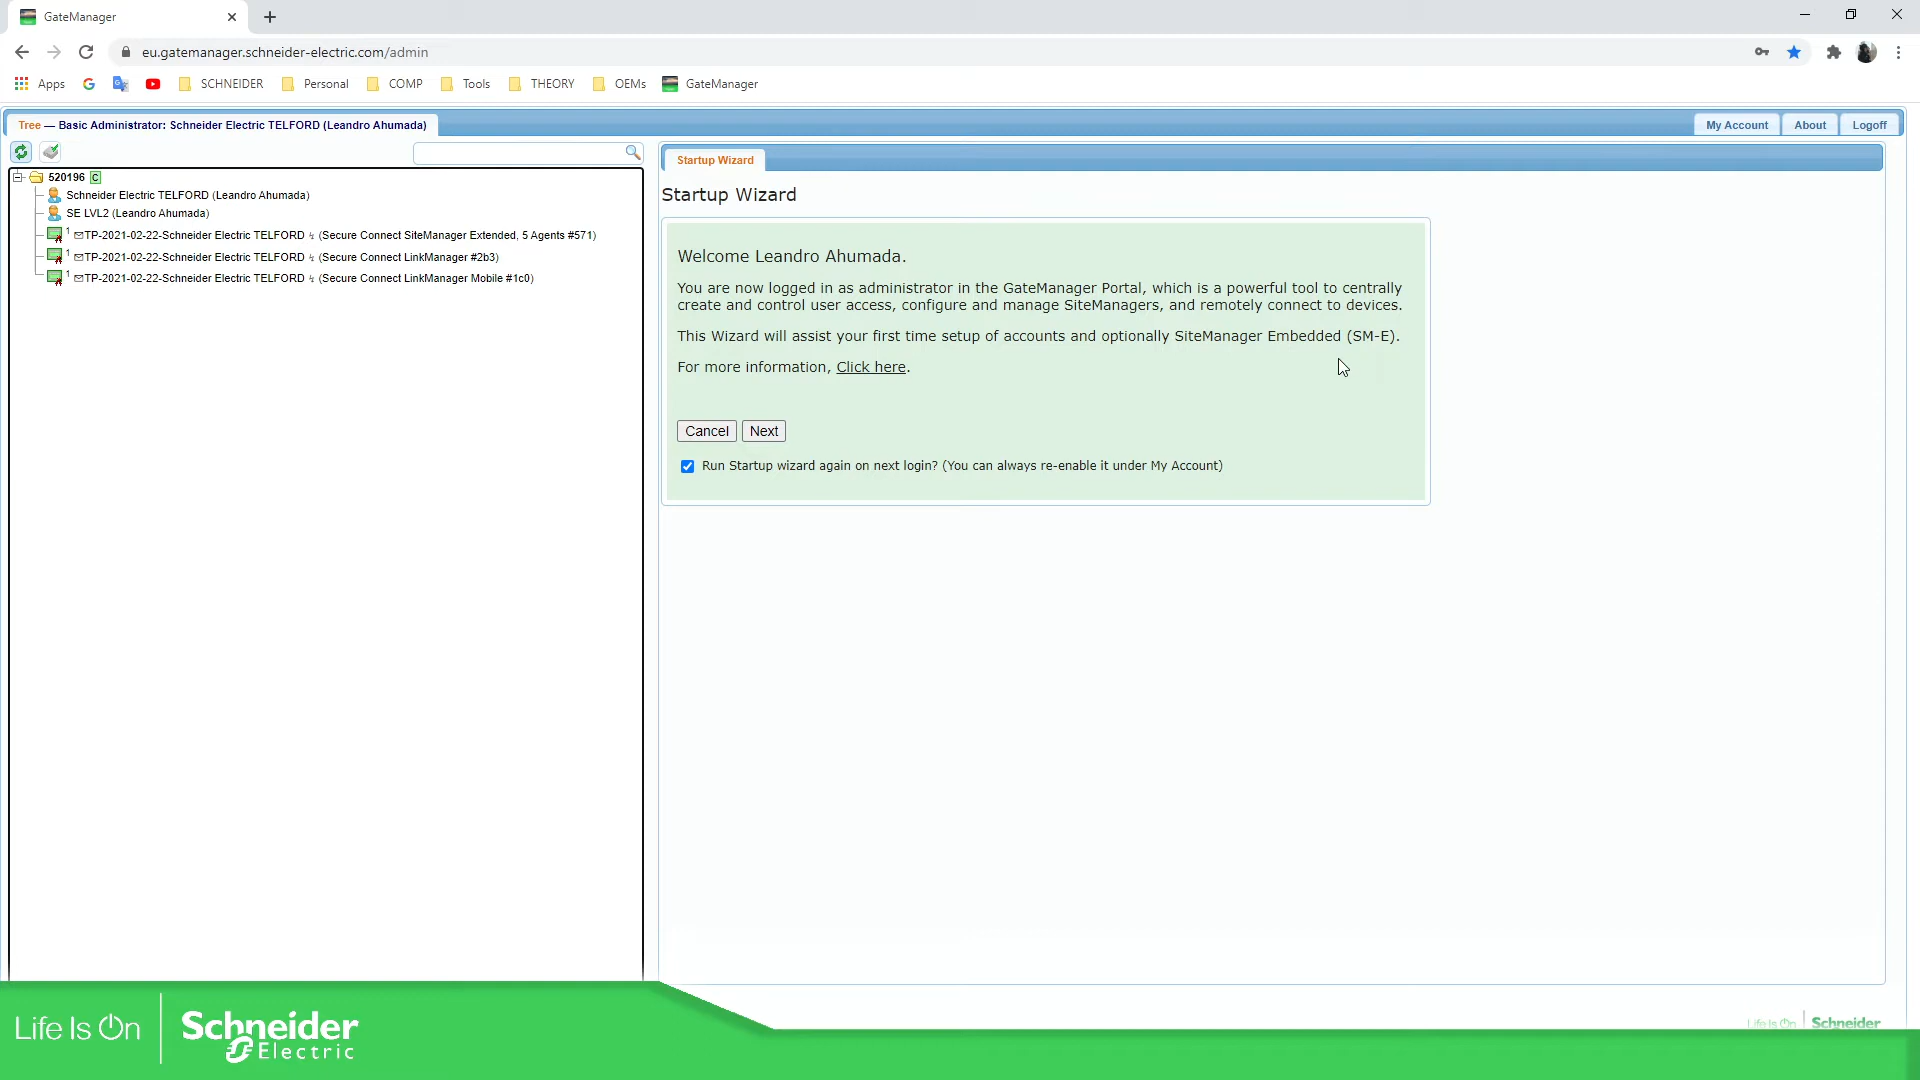 GateManager
eu.gatemanager.schneider-electric.com/admin
Apps
SCHNEIDER
Personal
COMP
Tools
THEORY
OEMs
GateManager
Tree — Basic Administrator: Schneider Electric TELFORD (Leandro Ahumada)
My Account
About
Logoff
520196 C
Schneider Electric TELFORD (Leandro Ahumada)
SE LVL2 (Leandro Ahumada)
1 TP-2021-02-22-Schneider Electric TELFORD (Secure Connect SiteManager Extended, 5 Agents #571)
1 TP-2021-02-22-Schneider Electric TELFORD (Secure Connect LinkManager #2b3)
1 TP-2021-02-22-Schneider Electric TELFORD (Secure Connect LinkManager Mobile #1c0)
Startup Wizard
Startup Wizard
Welcome Leandro Ahumada.
You are now logged in as administrator in the GateManager Portal, which is a powerful tool to centrally
create and control user access, configure and manage SiteManagers, and remotely connect to devices.
This Wizard will assist your first time setup of accounts and optionally SiteManager Embedded (SM-E).
For more information, Click here.
Cancel
Next
Run Startup wizard again on next login? (You can always re-enable it under My Account)
Life Is On
Schneider
Electric
Life Is On
Schneider